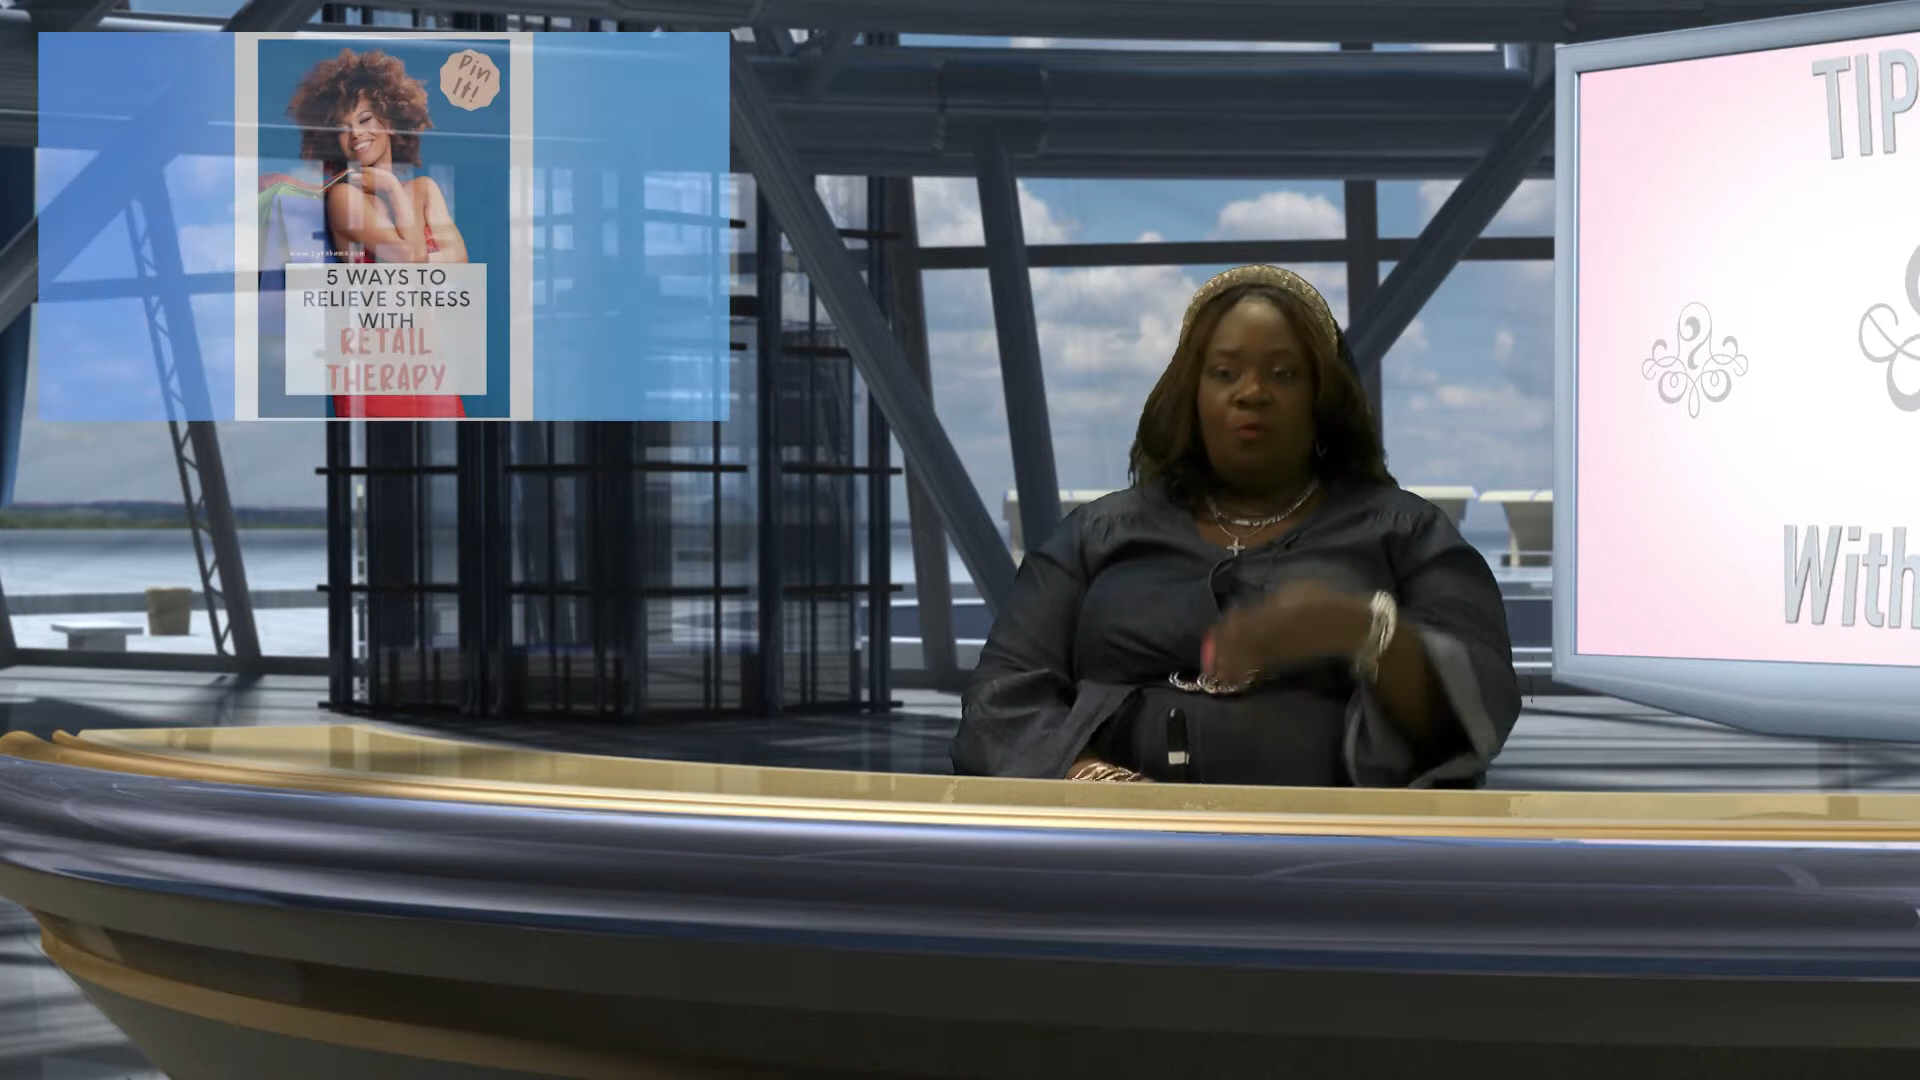 Pin
It!
5 WAYS TO
RELIEVE STRESS
WITH
RETAIL
THERAPY
TIP
With